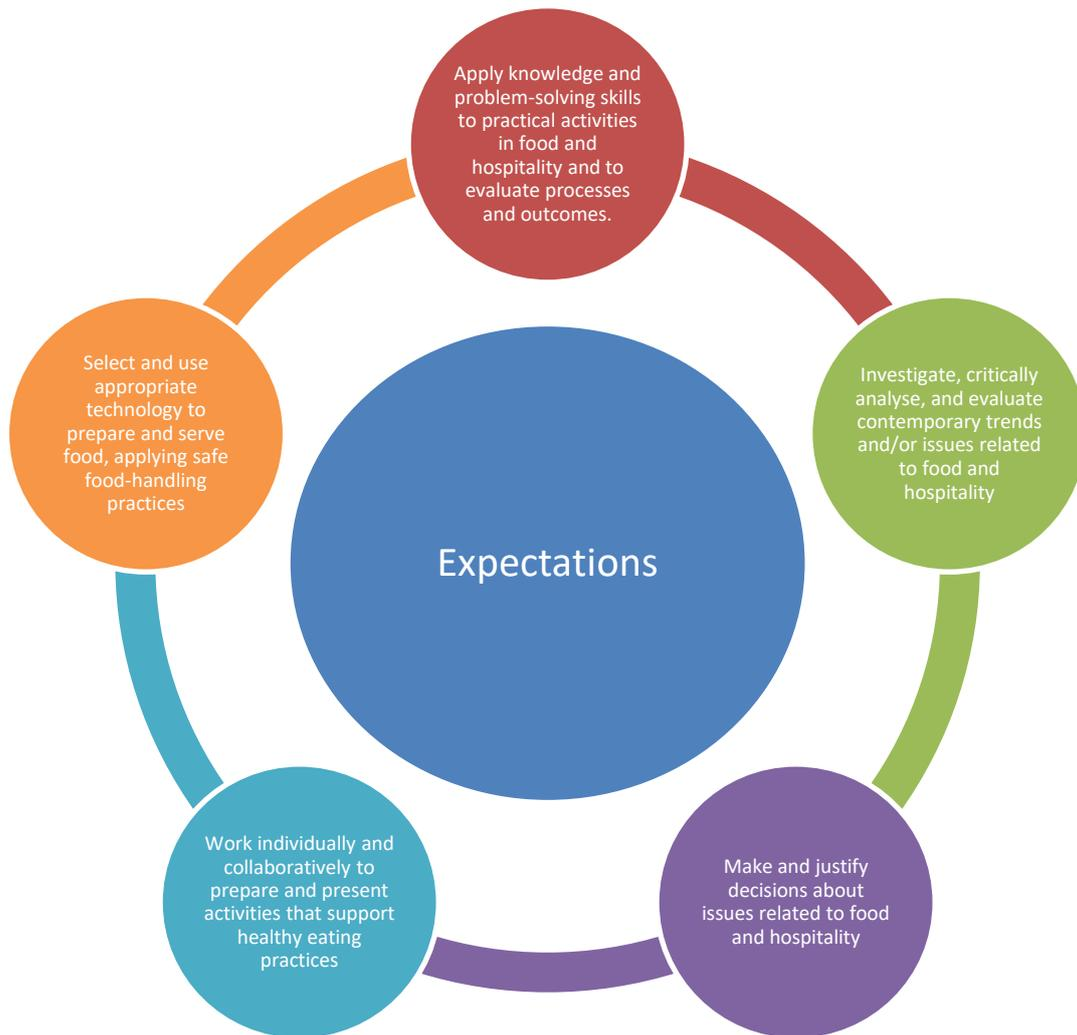 Apply knowledge and
problem-solving skills
to practical activities
in food and
hospitality and to
evaluate processes
and outcomes.
Investigate, critically
analyse, and evaluate
contemporary trends
and/or issues related
to food and
hospitality
Make and justify
decisions about
issues related to food
and hospitality
Work individually and
collaboratively to
prepare and present
activities that support
healthy eating
practices
Select and use
appropriate
technology to
prepare and serve
food, applying safe
food-handling
practices
Expectations